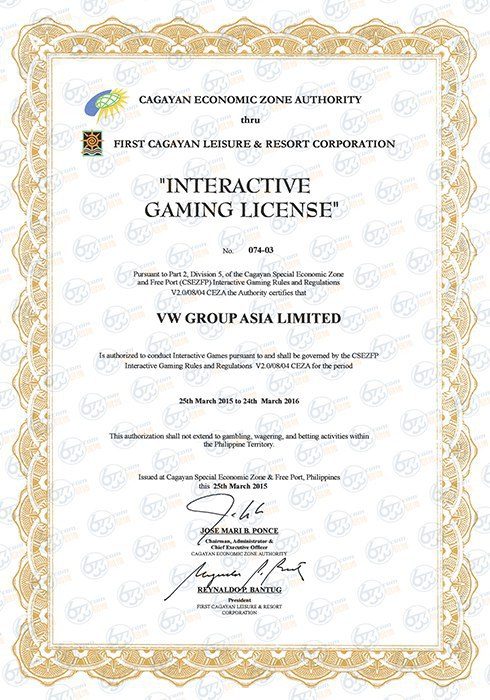 CAGAYAN ECONOMIC ZONE AUTHORITY
thru
FIRST CAGAYAN LEISURE & RESORT CORPORATION
"INTERACTIVE
GAMING LICENSE"
No. 074-03
Pursuant to Part 2, Division 5, of the Cagayan Special Economic Zone
and Free Port (CSEZFP) Interactive Gaming Rules and Regulations
V2.0/08/04 CEZA the Authority certifies that
VW GROUP ASIA LIMITED
Is authorized to conduct Interactive Games pursuant to and shall be governed by the CSEZFP
Interactive Gaming Rules and Regulations V2.0/08/04 CEZA for the period
25th March 2015 to 24th March 2016
This authorization shall not extend to gambling, wagering, and betting activities within
the Philippine Territory.
Issued at Cagayan Special Economic Zone & Free Port, Philippines
this 25th March 2015
JOSE MARI B. PONCE
Chairman, Administrator &
Chief Executive Officer
CAGAYAN ECONOMIC ZONE AUTHORITY
REYNALDO P. BANTUG
President
FIRST CAGAYAN LEISURE & RESORT
CORPORATION